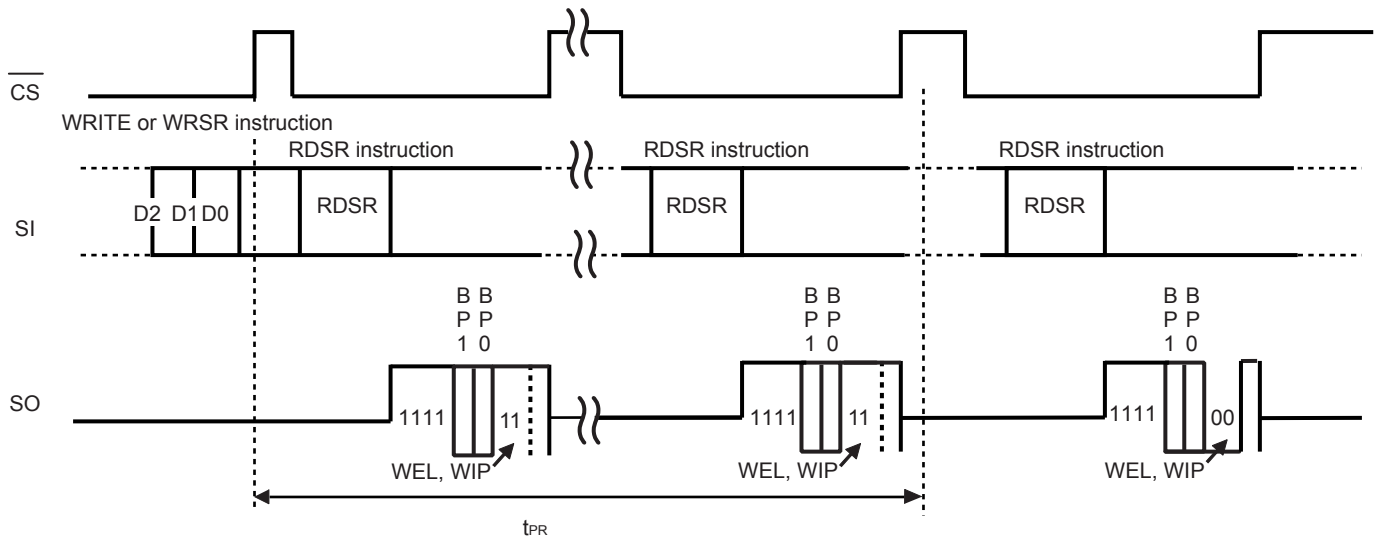 CS
WRITE or WRSR instruction
RDSR instruction RDSR instruction RDSR instruction
SI D2 D1 D0 RDSR RDSR RDSR
B B B B B B
P P P P P P
1 0 1 0 1 0
SO
1111 11 1111 11 1111 00
WEL, WIP WEL, WIP WEL, WIP
tPR